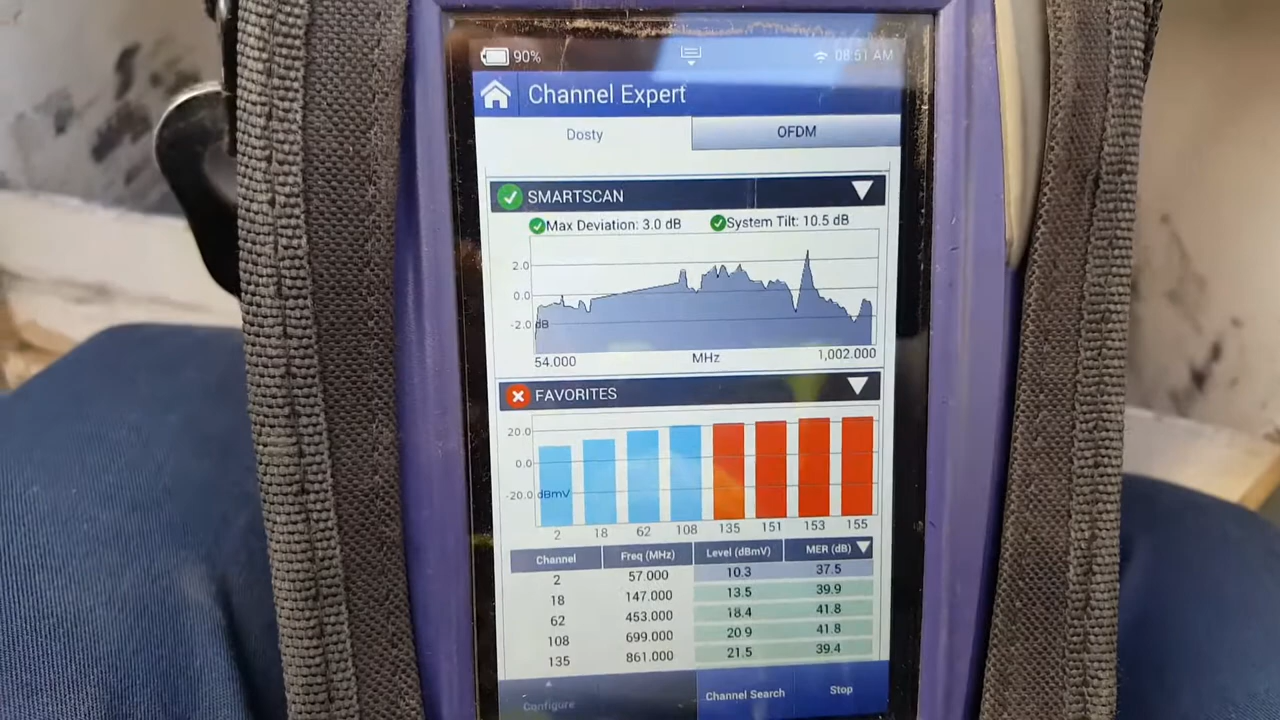 90% 08:51 AM
Channel Expert
Dosty OFDM
SMARTSCAN
Max Deviation: 3.0 dB System Tilt: 10.5 dB
2.0
0.0
-2.0 dB
54.000 MHz 1,002.000
FAVORITES
20.0
0.0
-20.0 dBmV
2 18 62 108 135 151 153 155
Channel Freq (MHz) Level (dBmV) MER (dB)
2 57.000 10.3 37.5
18 147.000 13.5 39.9
62 453.000 18.4 41.8
108 699.000 20.9 41.8
135 861.000 21.5 39.4
Configure Channel Search Stop